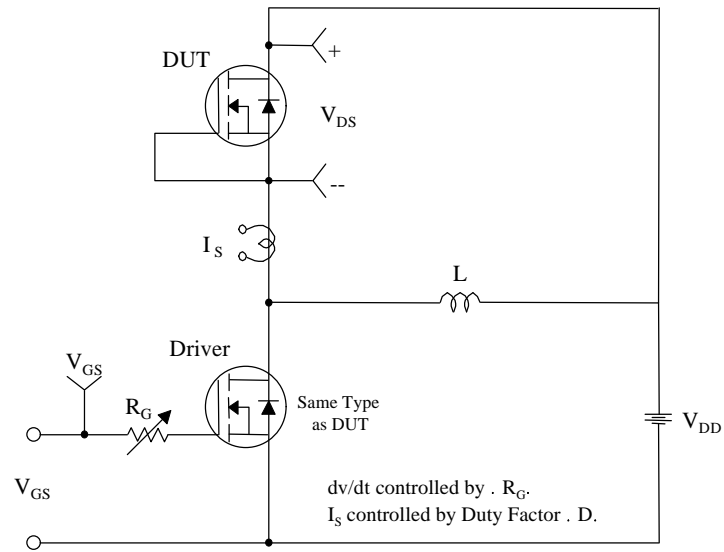 +
DUT
V_DS
--
I_S
L
Driver
V_GS
R_G
Same Type
as DUT
V_DD
V_GS
dv/dt controlled by . R_G.
I_S controlled by Duty Factor . D.